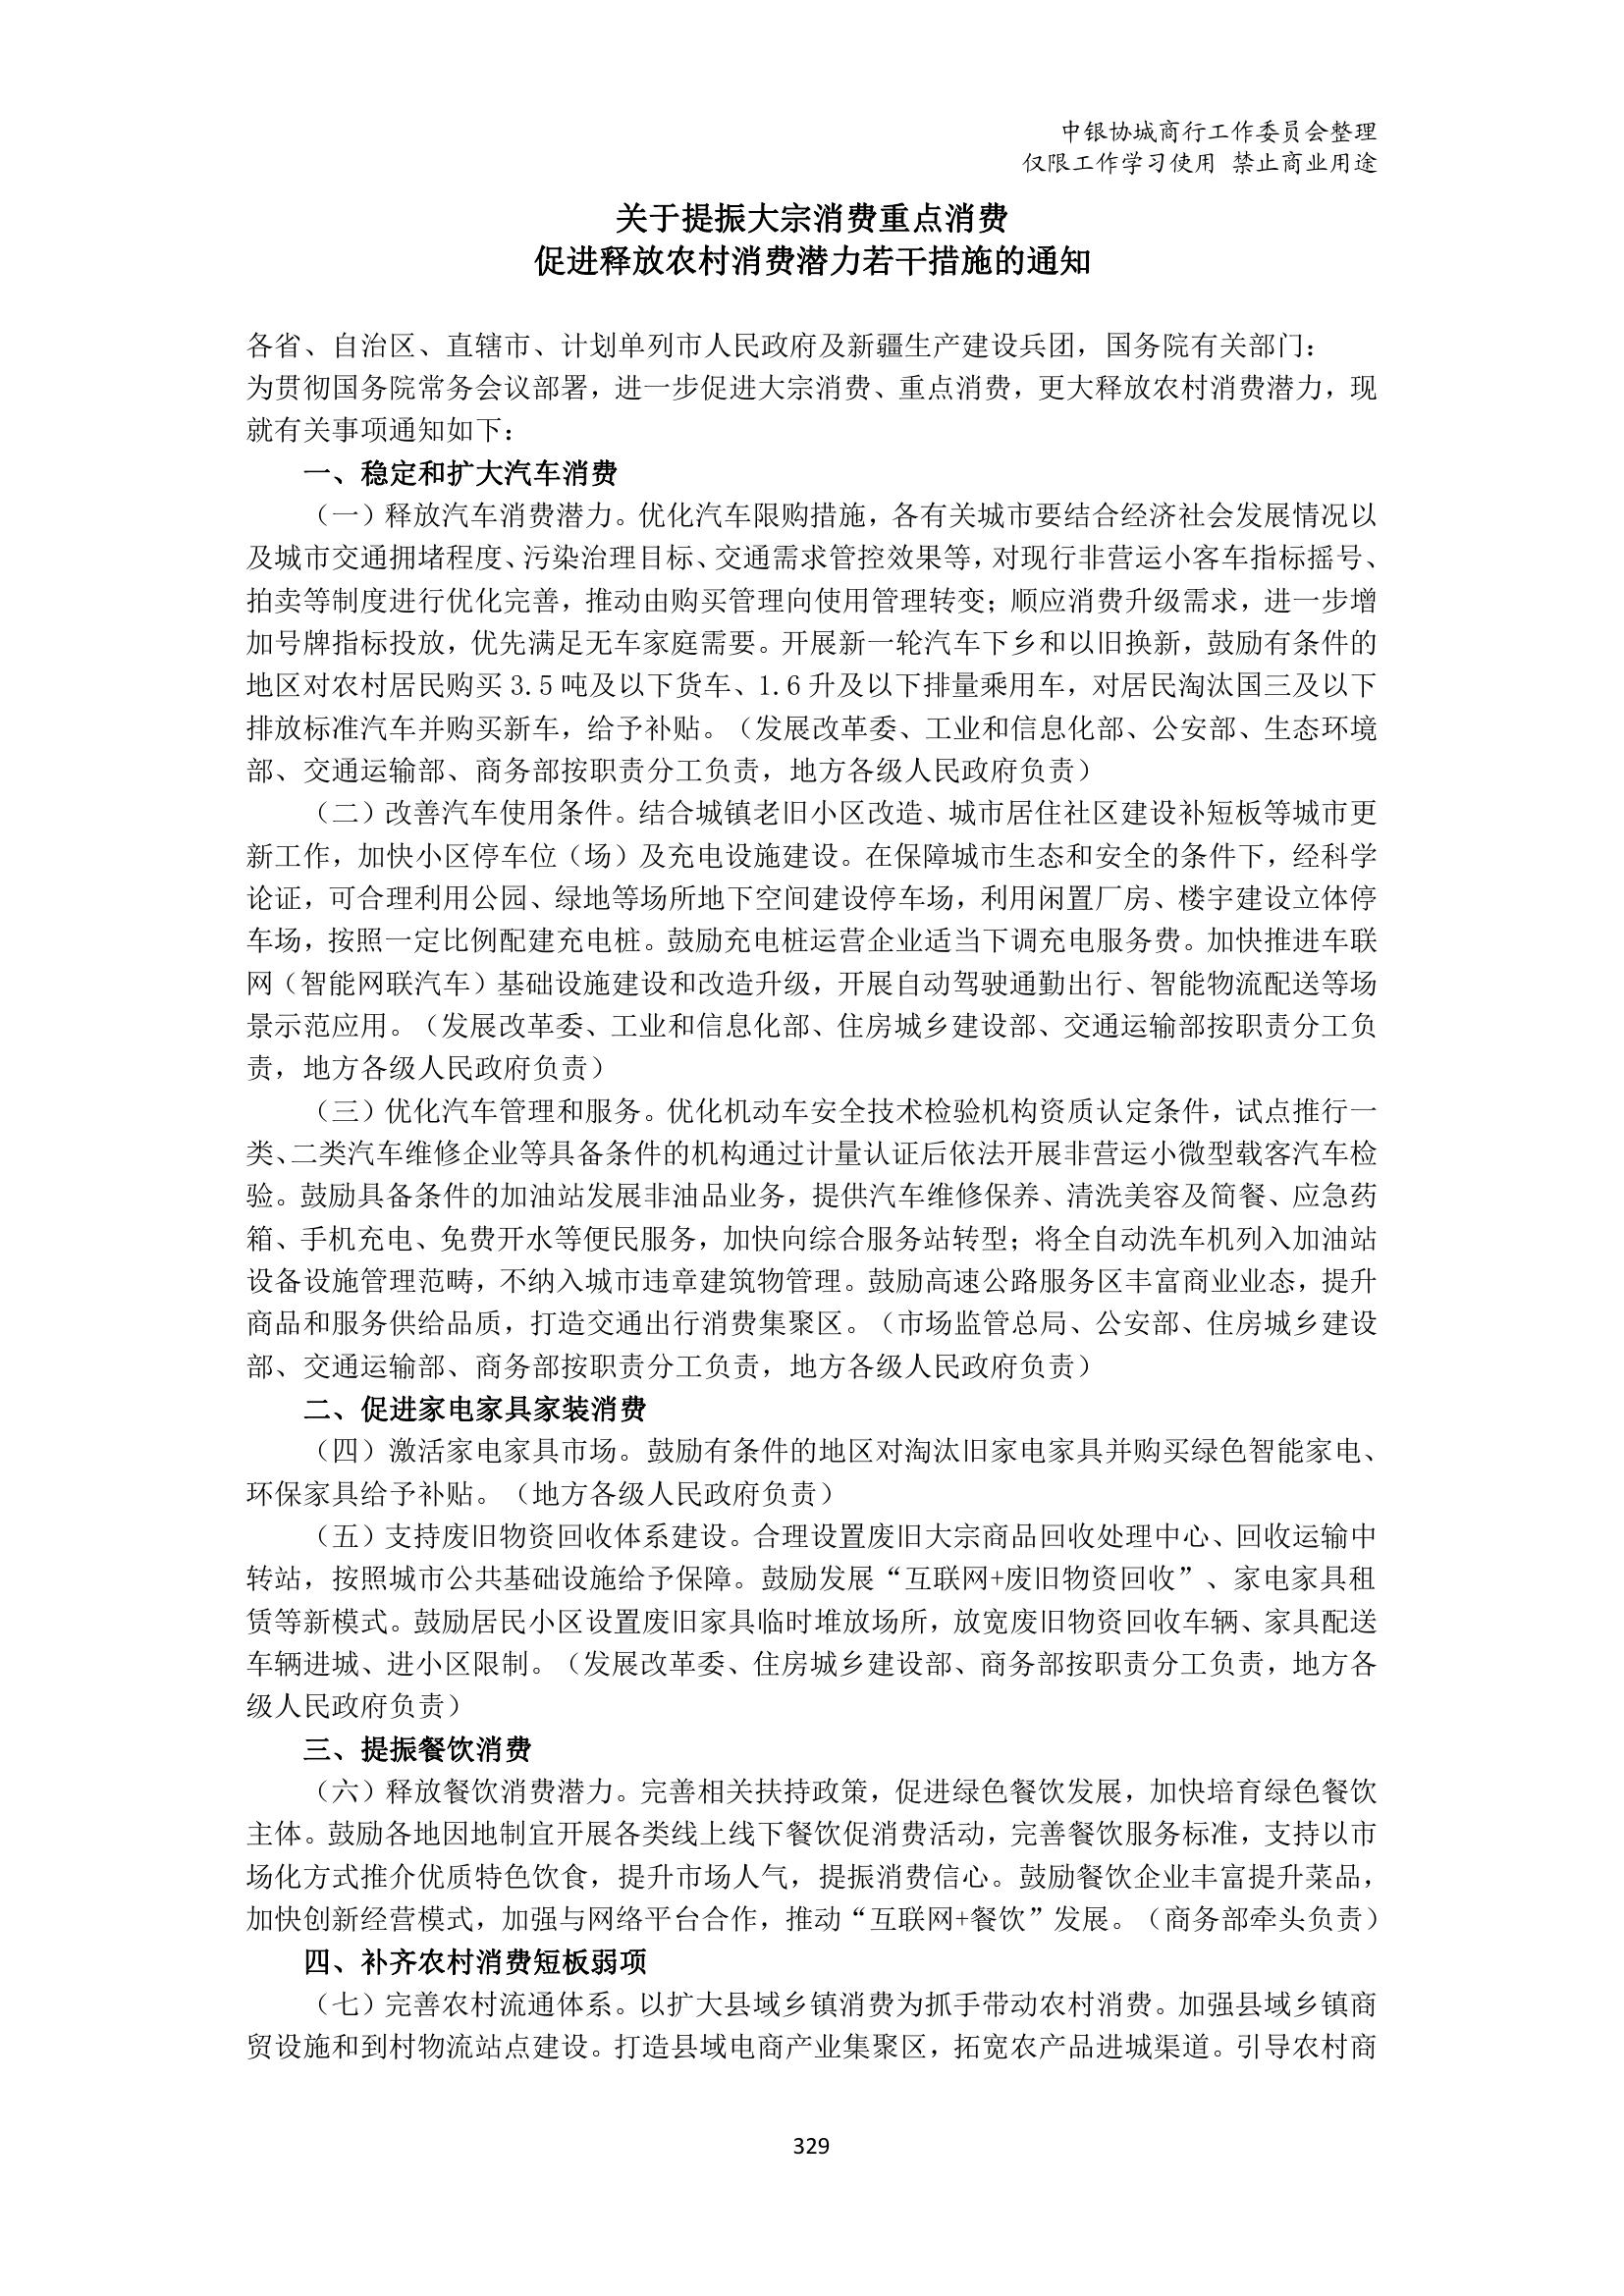 中银协城商行工作委员会整理
仅限工作学习使用 禁止商业用途
关于提振大宗消费重点消费
促进释放农村消费潜力若干措施的通知
各省、自治区、直辖市、计划单列市人民政府及新疆生产建设兵团，国务院有关部门：
为贯彻国务院常务会议部署，进一步促进大宗消费、重点消费，更大释放农村消费潜力，现
就有关事项通知如下：
一、稳定和扩大汽车消费
（一）释放汽车消费潜力。优化汽车限购措施，各有关城市要结合经济社会发展情况以
及城市交通拥堵程度、污染治理目标、交通需求管控效果等，对现行非营运小客车指标摇号、
拍卖等制度进行优化完善，推动由购买管理向使用管理转变；顺应消费升级需求，进一步增
加号牌指标投放，优先满足无车家庭需要。开展新一轮汽车下乡和以旧换新，鼓励有条件的
地区对农村居民购买 3.5 吨及以下货车、1.6 升及以下排量乘用车，对居民淘汰国三及以下
排放标准汽车并购买新车，给予补贴。（发展改革委、工业和信息化部、公安部、生态环境
部、交通运输部、商务部按职责分工负责，地方各级人民政府负责）
（二）改善汽车使用条件。结合城镇老旧小区改造、城市居住社区建设补短板等城市更
新工作，加快小区停车位（场）及充电设施建设。在保障城市生态和安全的条件下，经科学
论证，可合理利用公园、绿地等场所地下空间建设停车场，利用闲置厂房、楼宇建设立体停
车场，按照一定比例配建充电桩。鼓励充电桩运营企业适当下调充电服务费。加快推进车联
网（智能网联汽车）基础设施建设和改造升级，开展自动驾驶通勤出行、智能物流配送等场
景示范应用。（发展改革委、工业和信息化部、住房城乡建设部、交通运输部按职责分工负
责，地方各级人民政府负责）
（三）优化汽车管理和服务。优化机动车安全技术检验机构资质认定条件，试点推行一
类、二类汽车维修企业等具备条件的机构通过计量认证后依法开展非营运小微型载客汽车检
验。鼓励具备条件的加油站发展非油品业务，提供汽车维修保养、清洗美容及简餐、应急药
箱、手机充电、免费开水等便民服务，加快向综合服务站转型；将全自动洗车机列入加油站
设备设施管理范畴，不纳入城市违章建筑物管理。鼓励高速公路服务区丰富商业业态，提升
商品和服务供给品质，打造交通出行消费集聚区。（市场监管总局、公安部、住房城乡建设
部、交通运输部、商务部按职责分工负责，地方各级人民政府负责）
二、促进家电家具家装消费
（四）激活家电家具市场。鼓励有条件的地区对淘汰旧家电家具并购买绿色智能家电、
环保家具给予补贴。（地方各级人民政府负责）
（五）支持废旧物资回收体系建设。合理设置废旧大宗商品回收处理中心、回收运输中
转站，按照城市公共基础设施给予保障。鼓励发展“互联网+废旧物资回收”、家电家具租
赁等新模式。鼓励居民小区设置废旧家具临时堆放场所，放宽废旧物资回收车辆、家具配送
车辆进城、进小区限制。（发展改革委、住房城乡建设部、商务部按职责分工负责，地方各
级人民政府负责）
三、提振餐饮消费
（六）释放餐饮消费潜力。完善相关扶持政策，促进绿色餐饮发展，加快培育绿色餐饮
主体。鼓励各地因地制宜开展各类线上线下餐饮促消费活动，完善餐饮服务标准，支持以市
场化方式推介优质特色饮食，提升市场人气，提振消费信心。鼓励餐饮企业丰富提升菜品，
加快创新经营模式，加强与网络平台合作，推动“互联网+餐饮”发展。（商务部牵头负责）
四、补齐农村消费短板弱项
（七）完善农村流通体系。以扩大县域乡镇消费为抓手带动农村消费。加强县域乡镇商
贸设施和到村物流站点建设。打造县域电商产业集聚区，拓宽农产品进城渠道。引导农村商
329